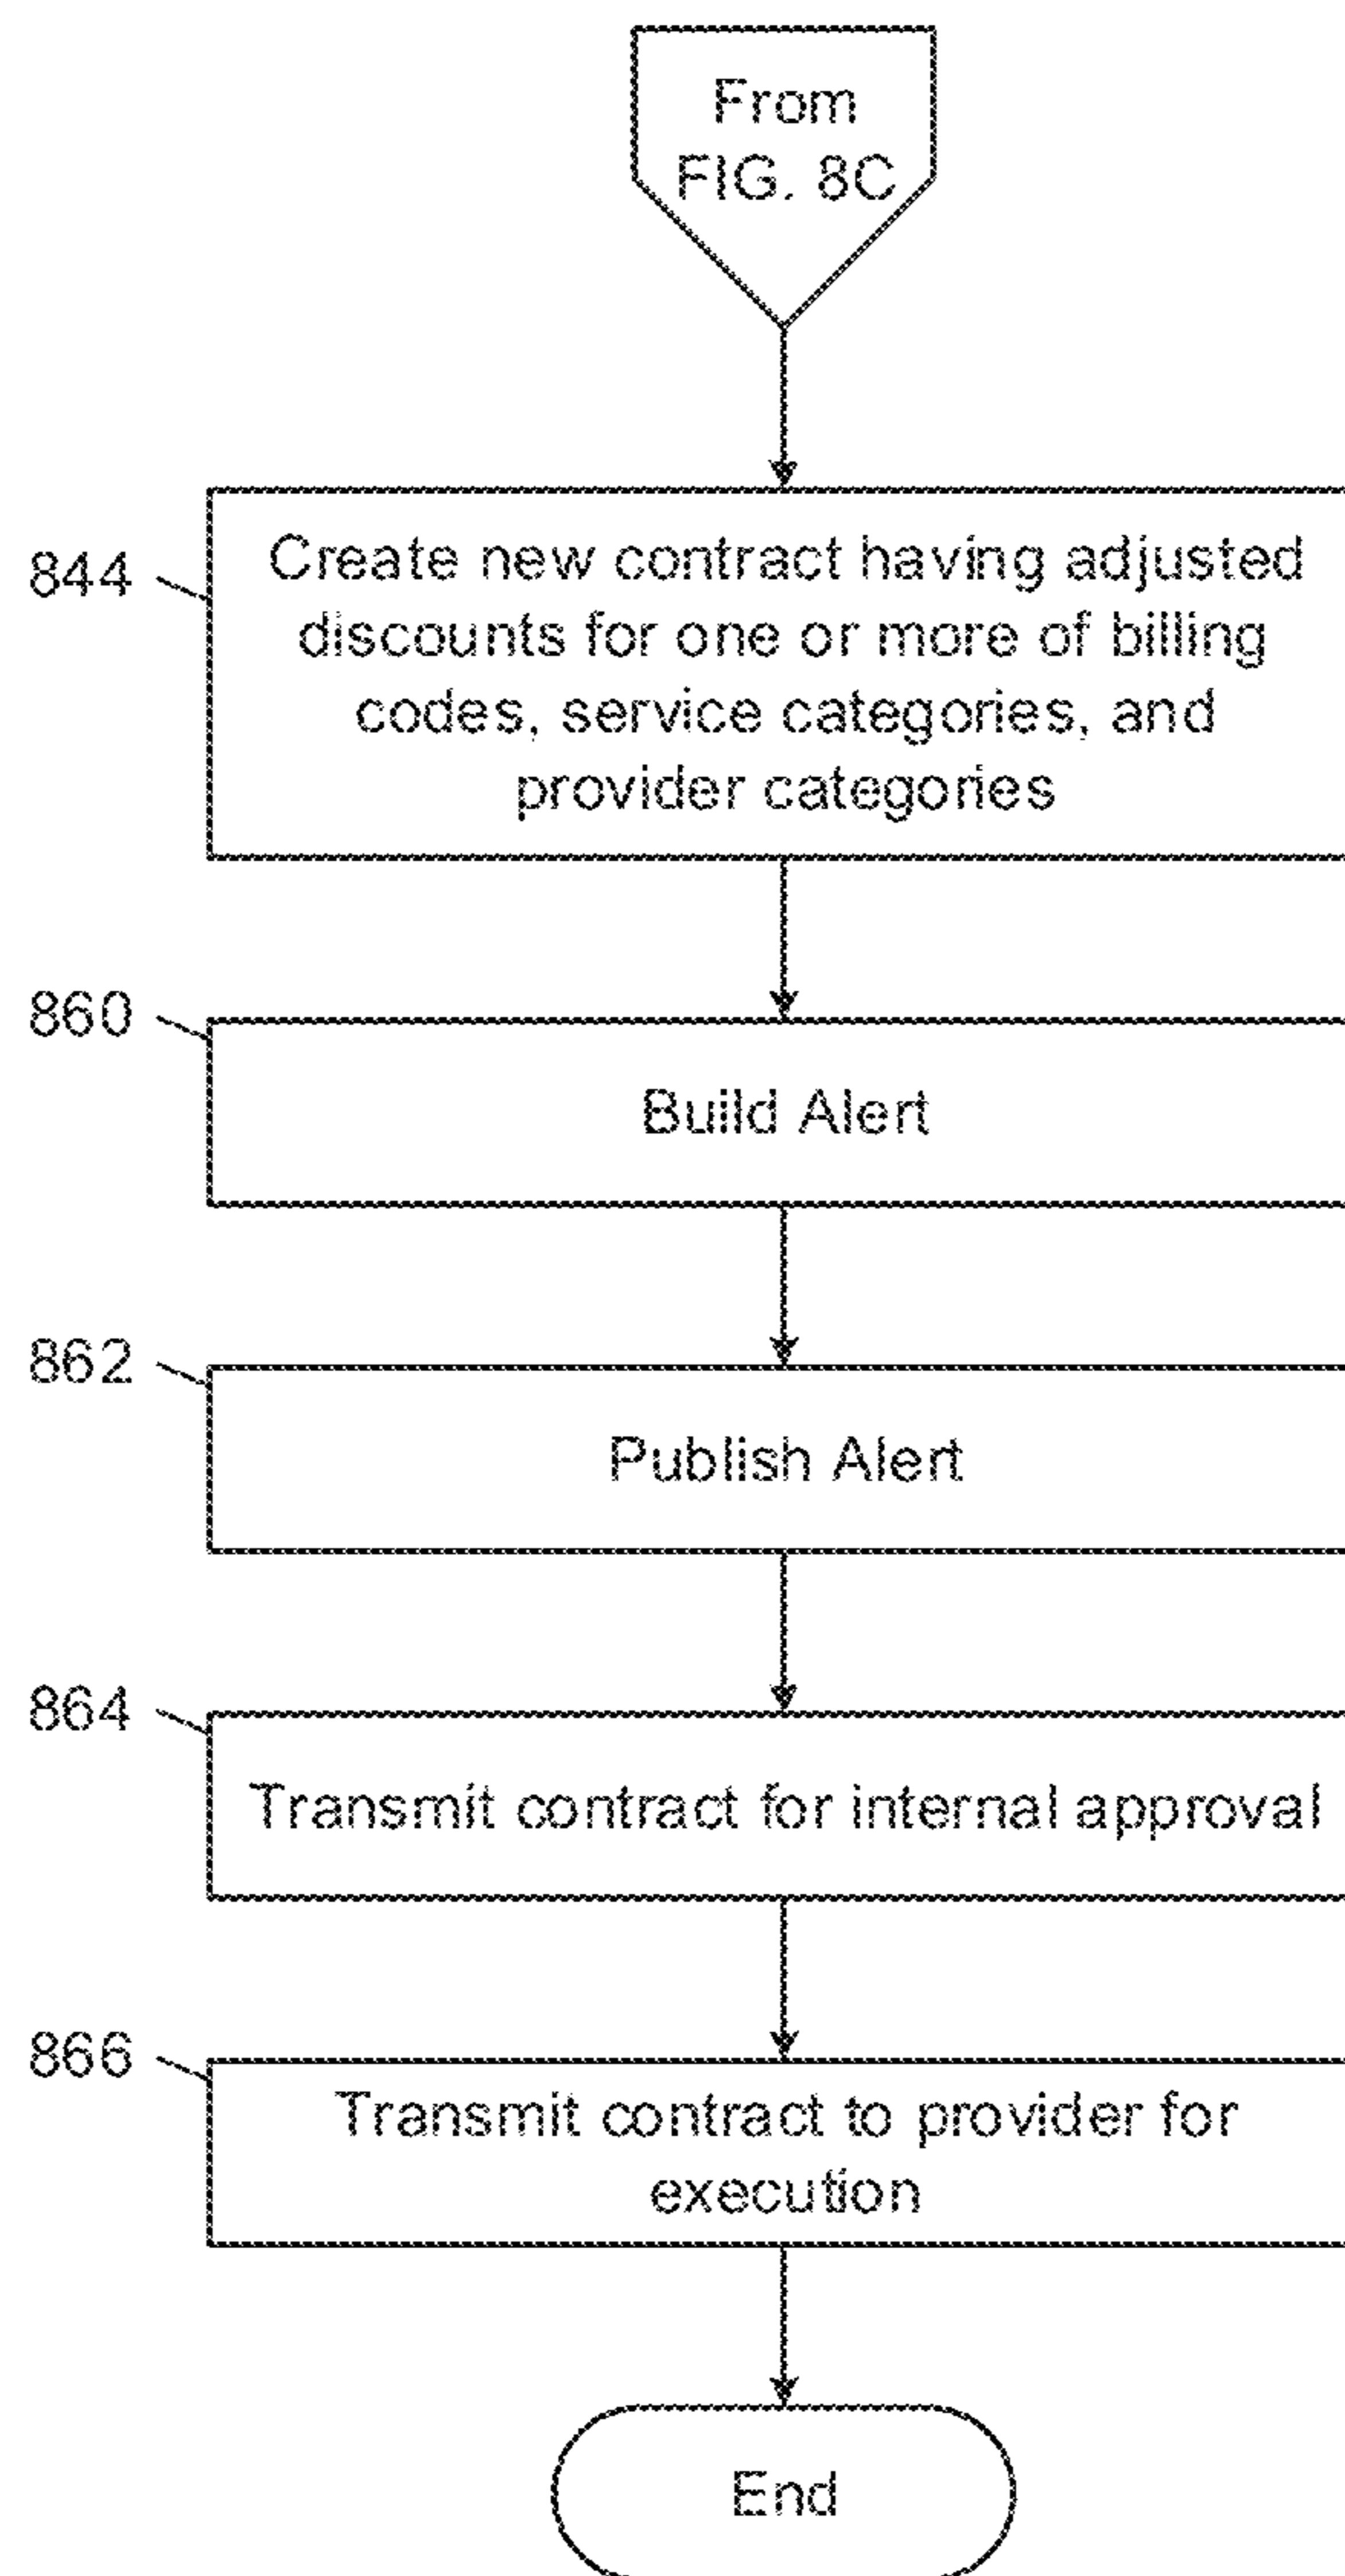 From
FIG. 8C
844
Create new contract having adjusted
discounts for one or more of billing
codes, service categories, and
provider categories
860
Build Alert
862
Publish Alert
864
Transmit contract for internal approval
866
Transmit contract to provider for
execution
End